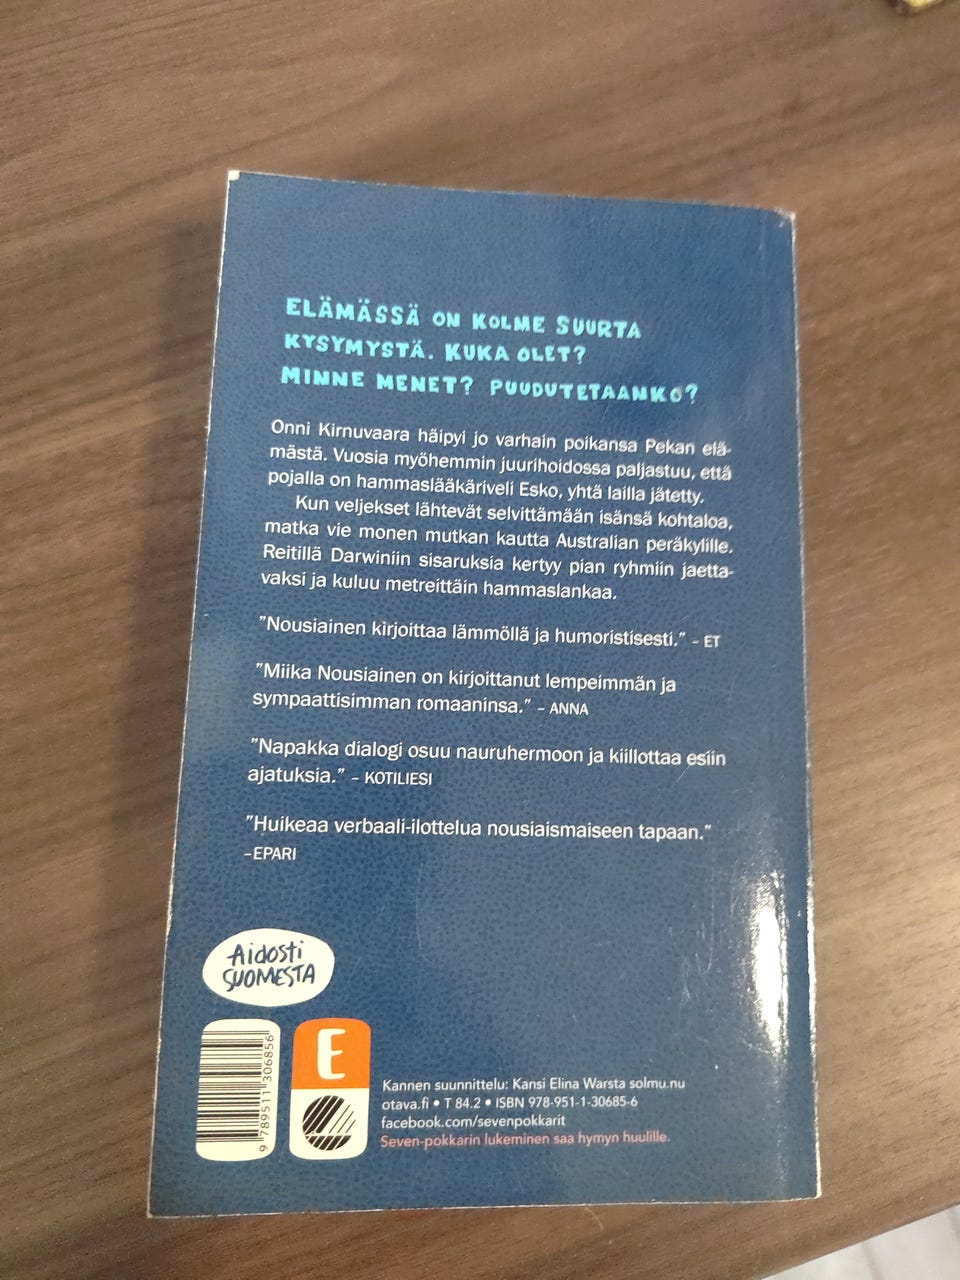 ELÄMÄSSÄ ON KOLME SUURTA
KYSYMYSTÄ. KUKA OLET?
MINNE MENET? PUUDUTETAANKO?
Onni Kirnuvaara häipyi jo varhain poikansa Pekan elä-
mästä. Vuosia myöhemmin juurihoidossa paljastuu, että
pojalla on hammaslääkäriveli Esko, yhtä lailla jätetty.
Kun veljekset lähtevät selvittämään isänsä kohtaloa,
matka vie monen mutkan kautta Australian peräkylille.
Reitillä Darwiniin sisaruksia kertyy pian ryhmiin jaetta-
vaksi ja kuluu metreittäin hammaslankaa.
"Nousiainen kirjoittaa lämmöllä ja humoristisesti." – ET
"Miika Nousiainen on kirjoittanut lempeimmän ja
sympaattisimman romaaninsa." – ANNA
"Napakka dialogi osuu nauruhermoon ja kiillottaa esiin
ajatuksia." – KOTILIESI
"Huikeaa verbaali-ilottelua nousiaismaiseen tapaan."
–EPARI
Aidosti
SUOMESTA
9 789511 306856
E
Kannen suunnittelu: Kansi Elina Warsta solmu.nu
otava.fi • T 84.2 • ISBN 978-951-1-30685-6
facebook.com/sevenpokkarit
Seven-pokkarin lukeminen saa hymyn huulille.